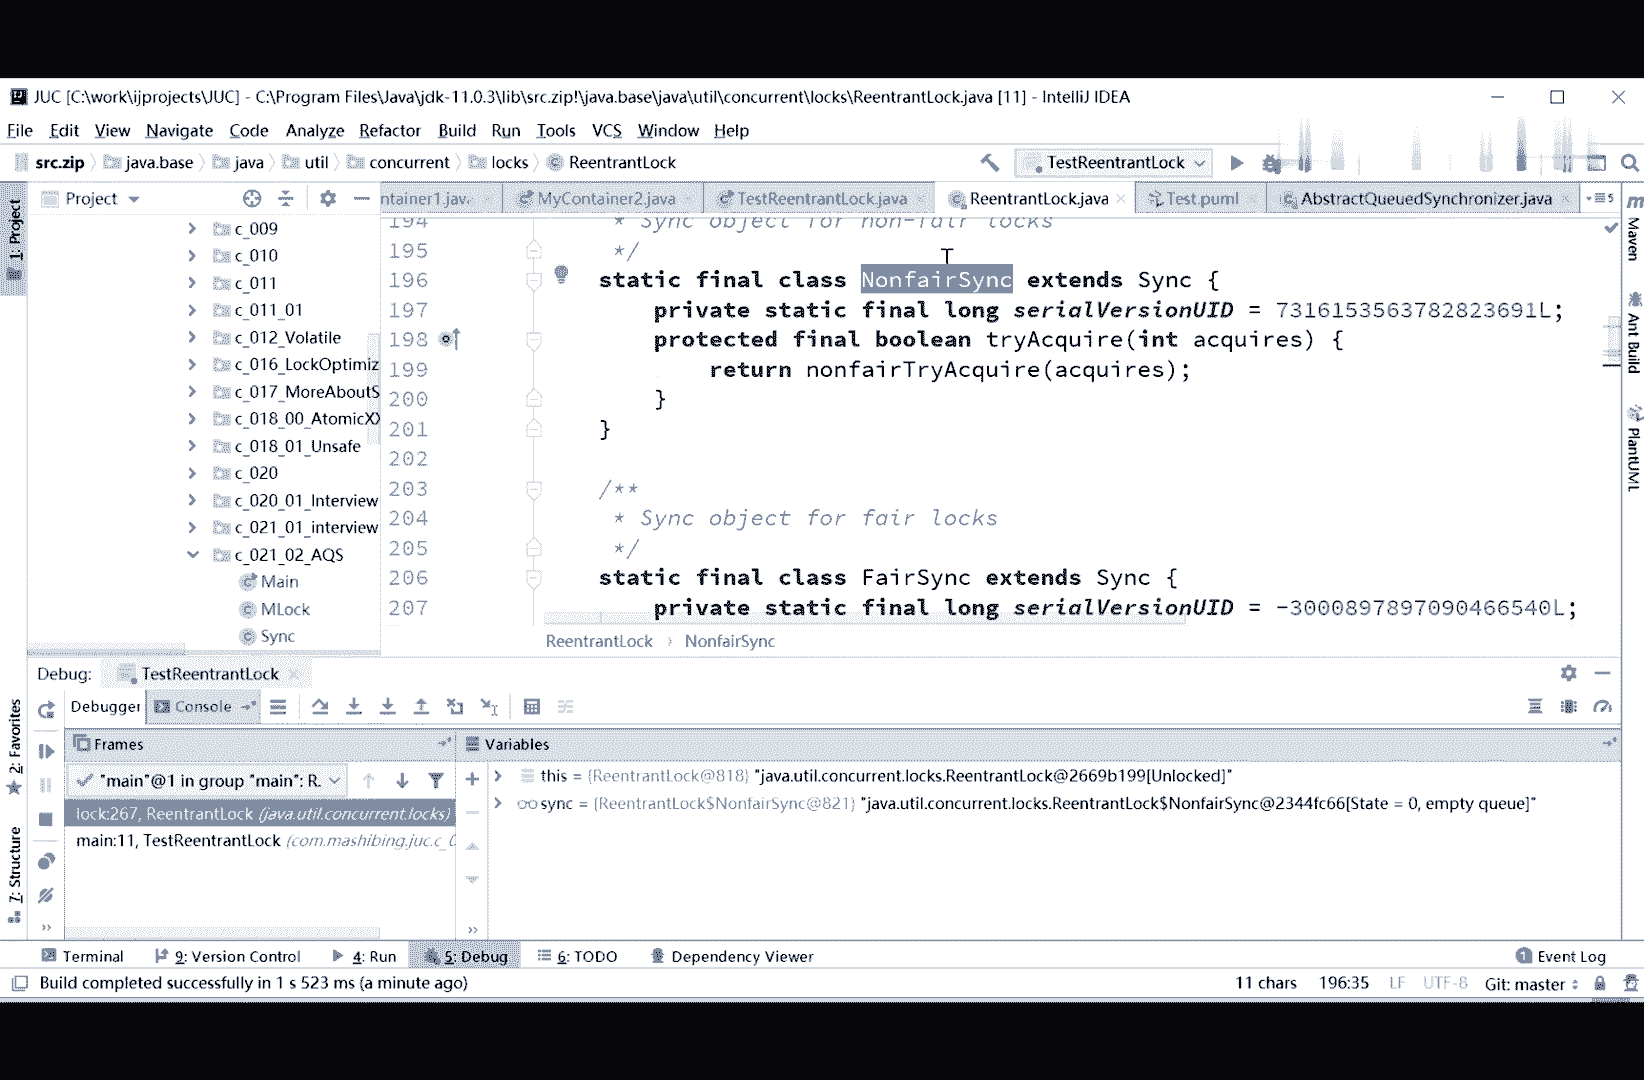 JUC [C:\work\ijprojects\JUC] - C:\Program Files\Java\jdk-11.0.3\lib\src.zip!\java.base\java\util\concurrent\locks\ReentrantLock.java [11] - IntelliJ IDEA
File Edit View Navigate Code Analyze Refactor Build Run Tools VCS Window Help
src.zip java.base java util concurrent locks ReentrantLock TestReentrantLock
Project ntainer1.java MyContainer2.java TestReentrantLock.java ReentrantLock.java Test.puml AbstractQueuedSynchronizer.java 5
1: Project
7: Structure
2: Favorites
Maven
Ant Build
PlantUML
c_009
c_010
c_011
c_011_01
c_012_Volatile
c_016_LockOptimiz
c_017_MoreAboutS
c_018_00_AtomicXX
c_018_01_Unsafe
c_020
c_020_01_Interview
c_021_01_interview
c_021_02_AQS
Main
MLock
Sync
194 * Sync object for non-fair locks
195 */
196 static final class NonfairSync extends Sync {
197 private static final long serialVersionUID = 7316153563782823691L;
198 protected final boolean tryAcquire(int acquires) {
199 return nonfairTryAcquire(acquires);
200 }
201 }
202
203 /**
204 * Sync object for fair locks
205 */
206 static final class FairSync extends Sync {
207 private static final long serialVersionUID = -3000897897090466540L;
ReentrantLock › NonfairSync
Debug: TestReentrantLock
Debugger Console
Frames
"main"@1 in group "main": R.
lock:267, ReentrantLock (java.util.concurrent.locks)
main:11, TestReentrantLock (com.mashibing.juc.c_0
Variables
this = {ReentrantLock@818} "java.util.concurrent.locks.ReentrantLock@2669b199[Unlocked]"
sync = {ReentrantLock$NonfairSync@821} "java.util.concurrent.locks.ReentrantLock$NonfairSync@2344fc66[State = 0, empty queue]"
Terminal 9: Version Control 4: Run 5: Debug 6: TODO Dependency Viewer 1 Event Log
Build completed successfully in 1 s 523 ms (a minute ago) 11 chars 196:35 LF UTF-8 Git: master